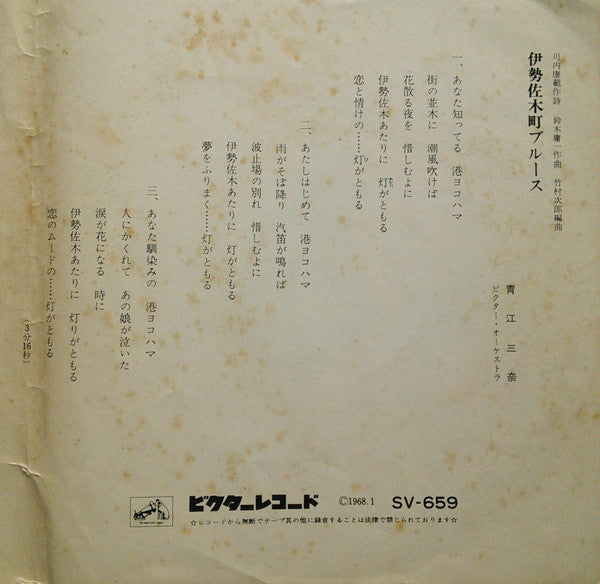 伊勢佐木町ブルース
川内康範作詩　鈴木庸一作曲　竹村次郎編曲
青江三奈
ビクター・オーケストラ
一、あなた知ってる　港ヨコハマ
街の並木に　潮風吹けば
花散る夜を　惜しむよに
伊勢佐木あたりに　灯がともる
恋と情けの……灯がともる
二、あたしはじめて　港ヨコハマ
雨がそぼ降り　汽笛が鳴れば
波止場の別れ　惜しむよに
伊勢佐木あたりに　灯がともる
夢をふりまく……灯がともる
三、あなた馴染みの　港ヨコハマ
人にかくれて　あの娘が泣いた
涙が花になる　時に
伊勢佐木あたりに　灯りがともる
恋のムードの……灯がともる
（3分16秒）
ビクターレコード　Ⓒ1968.1　SV-659
☆レコードから無断でテープ其の他に録音することは法律で禁じられております☆